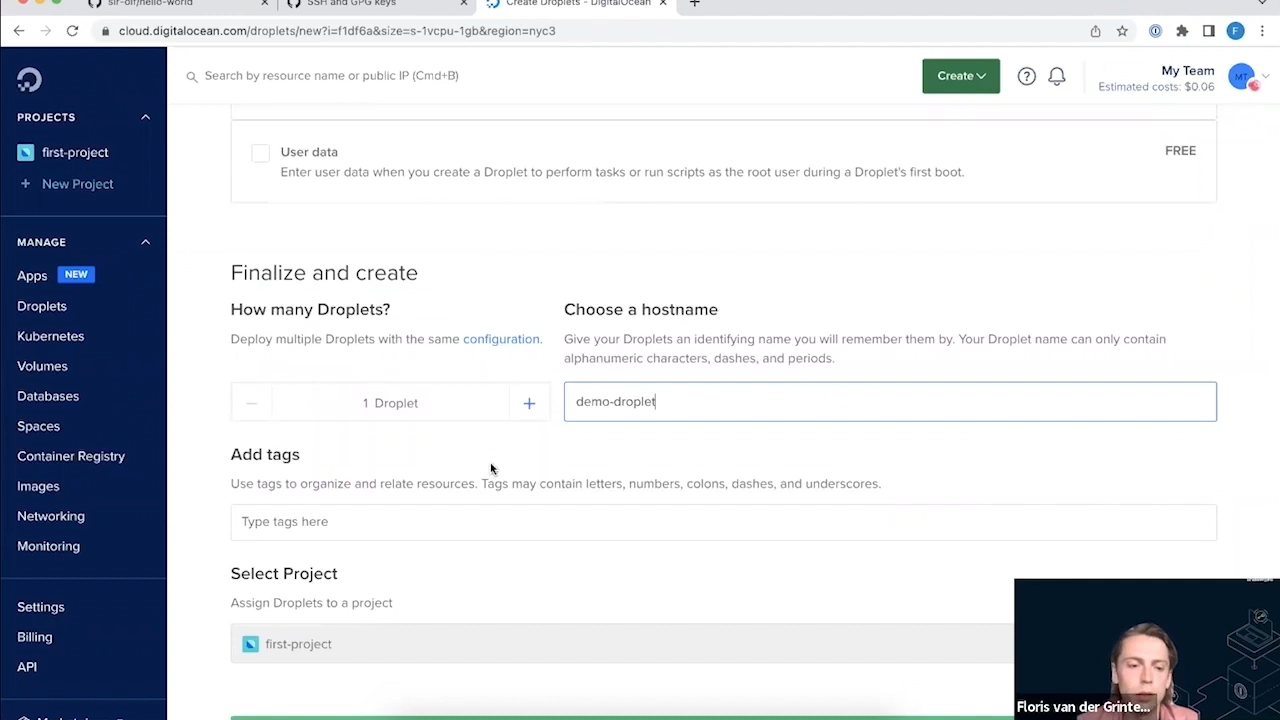 sir-olf/hello-world
SSH and GPG keys
Create Droplets - DigitalOcean
cloud.digitalocean.com/droplets/new?i=f1df6a&size=s-1vcpu-1gb&region=nyc3
F
Search by resource name or public IP (Cmd+B)
Create
My Team
Estimated costs: $0.06
MT
PROJECTS
first-project
+ New Project
MANAGE
Apps NEW
Droplets
Kubernetes
Volumes
Databases
Spaces
Container Registry
Images
Networking
Monitoring
Settings
Billing
API
User data
FREE
Enter user data when you create a Droplet to perform tasks or run scripts as the root user during a Droplet's first boot.
Finalize and create
How many Droplets?
Deploy multiple Droplets with the same configuration.
1 Droplet
Choose a hostname
Give your Droplets an identifying name you will remember them by. Your Droplet name can only contain
alphanumeric characters, dashes, and periods.
demo-droplet
Add tags
Use tags to organize and relate resources. Tags may contain letters, numbers, colons, dashes, and underscores.
Type tags here
Select Project
Assign Droplets to a project
first-project
Floris van der Grinte...